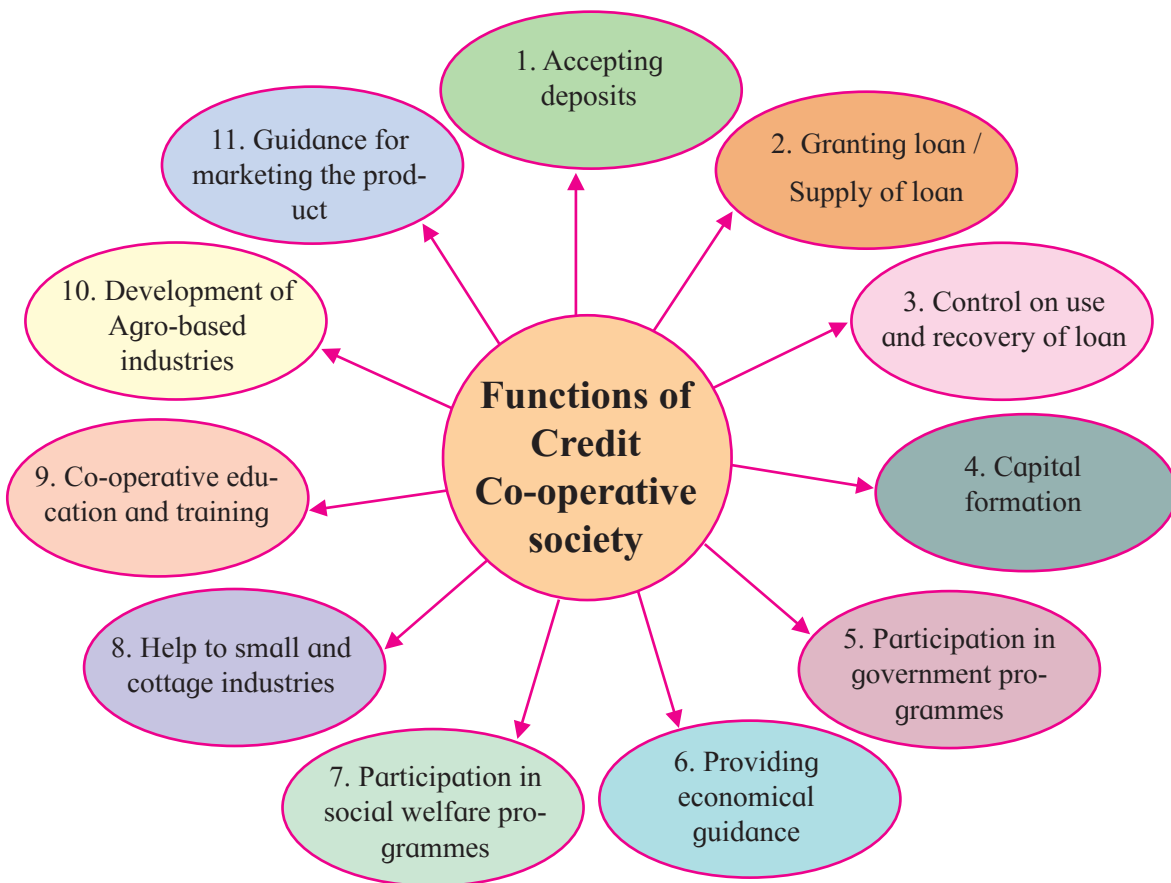 1. Accepting
deposits
2. Granting loan /
Supply of loan
3. Control on use
and recovery of loan
4. Capital
formation
5. Participation in
government pro-
grammes
6. Providing
economical
guidance
7. Participation in
social welfare pro-
grammes
8. Help to small and
cottage industries
9. Co-operative edu-
cation and training
10. Development of
Agro-based
industries
11. Guidance for
marketing the prod-
uct
Functions of
Credit
Co-operative
society